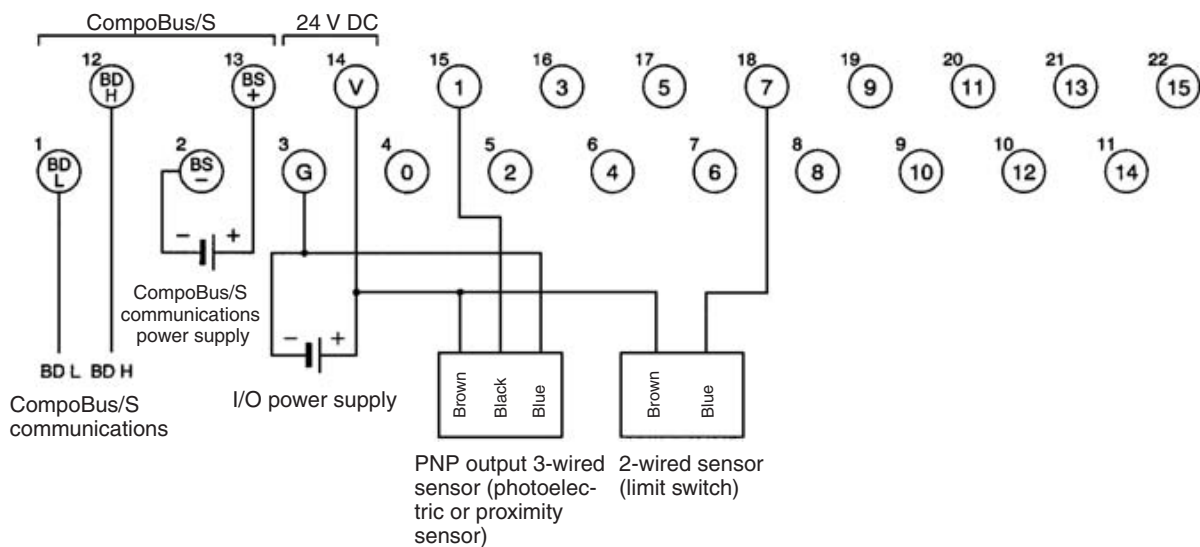 CompoBus/S 24 V DC
12 13 14 15 16 17 18 19 20 21 22
BD H BS + V 1 3 5 7 9 11 13 15
1 2 3 4 5 6 7 8 9 10 11
BD L BS − G 0 2 4 6 8 10 12 14
− +
CompoBus/S
communications
power supply
− +
BD L BD H
CompoBus/S
communications
I/O power supply
Brown
Black
Blue
Brown
Blue
PNP output 3-wired
sensor (photoelec-
tric or proximity
sensor)
2-wired sensor
(limit switch)